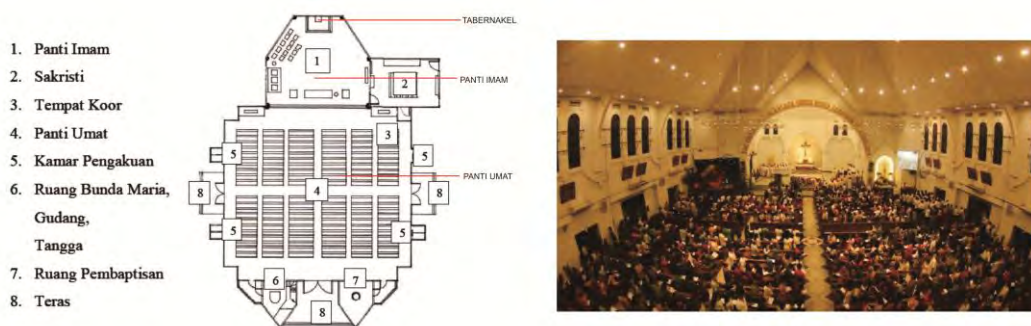 1. Panti Imam
2. Sakristi
3. Tempat Koor
4. Panti Umat
5. Kamar Pengakuan
6. Ruang Bunda Maria,
Gudang,
Tangga
7. Ruang Pembaptisan
8. Teras
TABERNAKEL
1
PANTI IMAM
2
3
5
5
PANTI UMAT
8
4
8
5
5
6
7
8